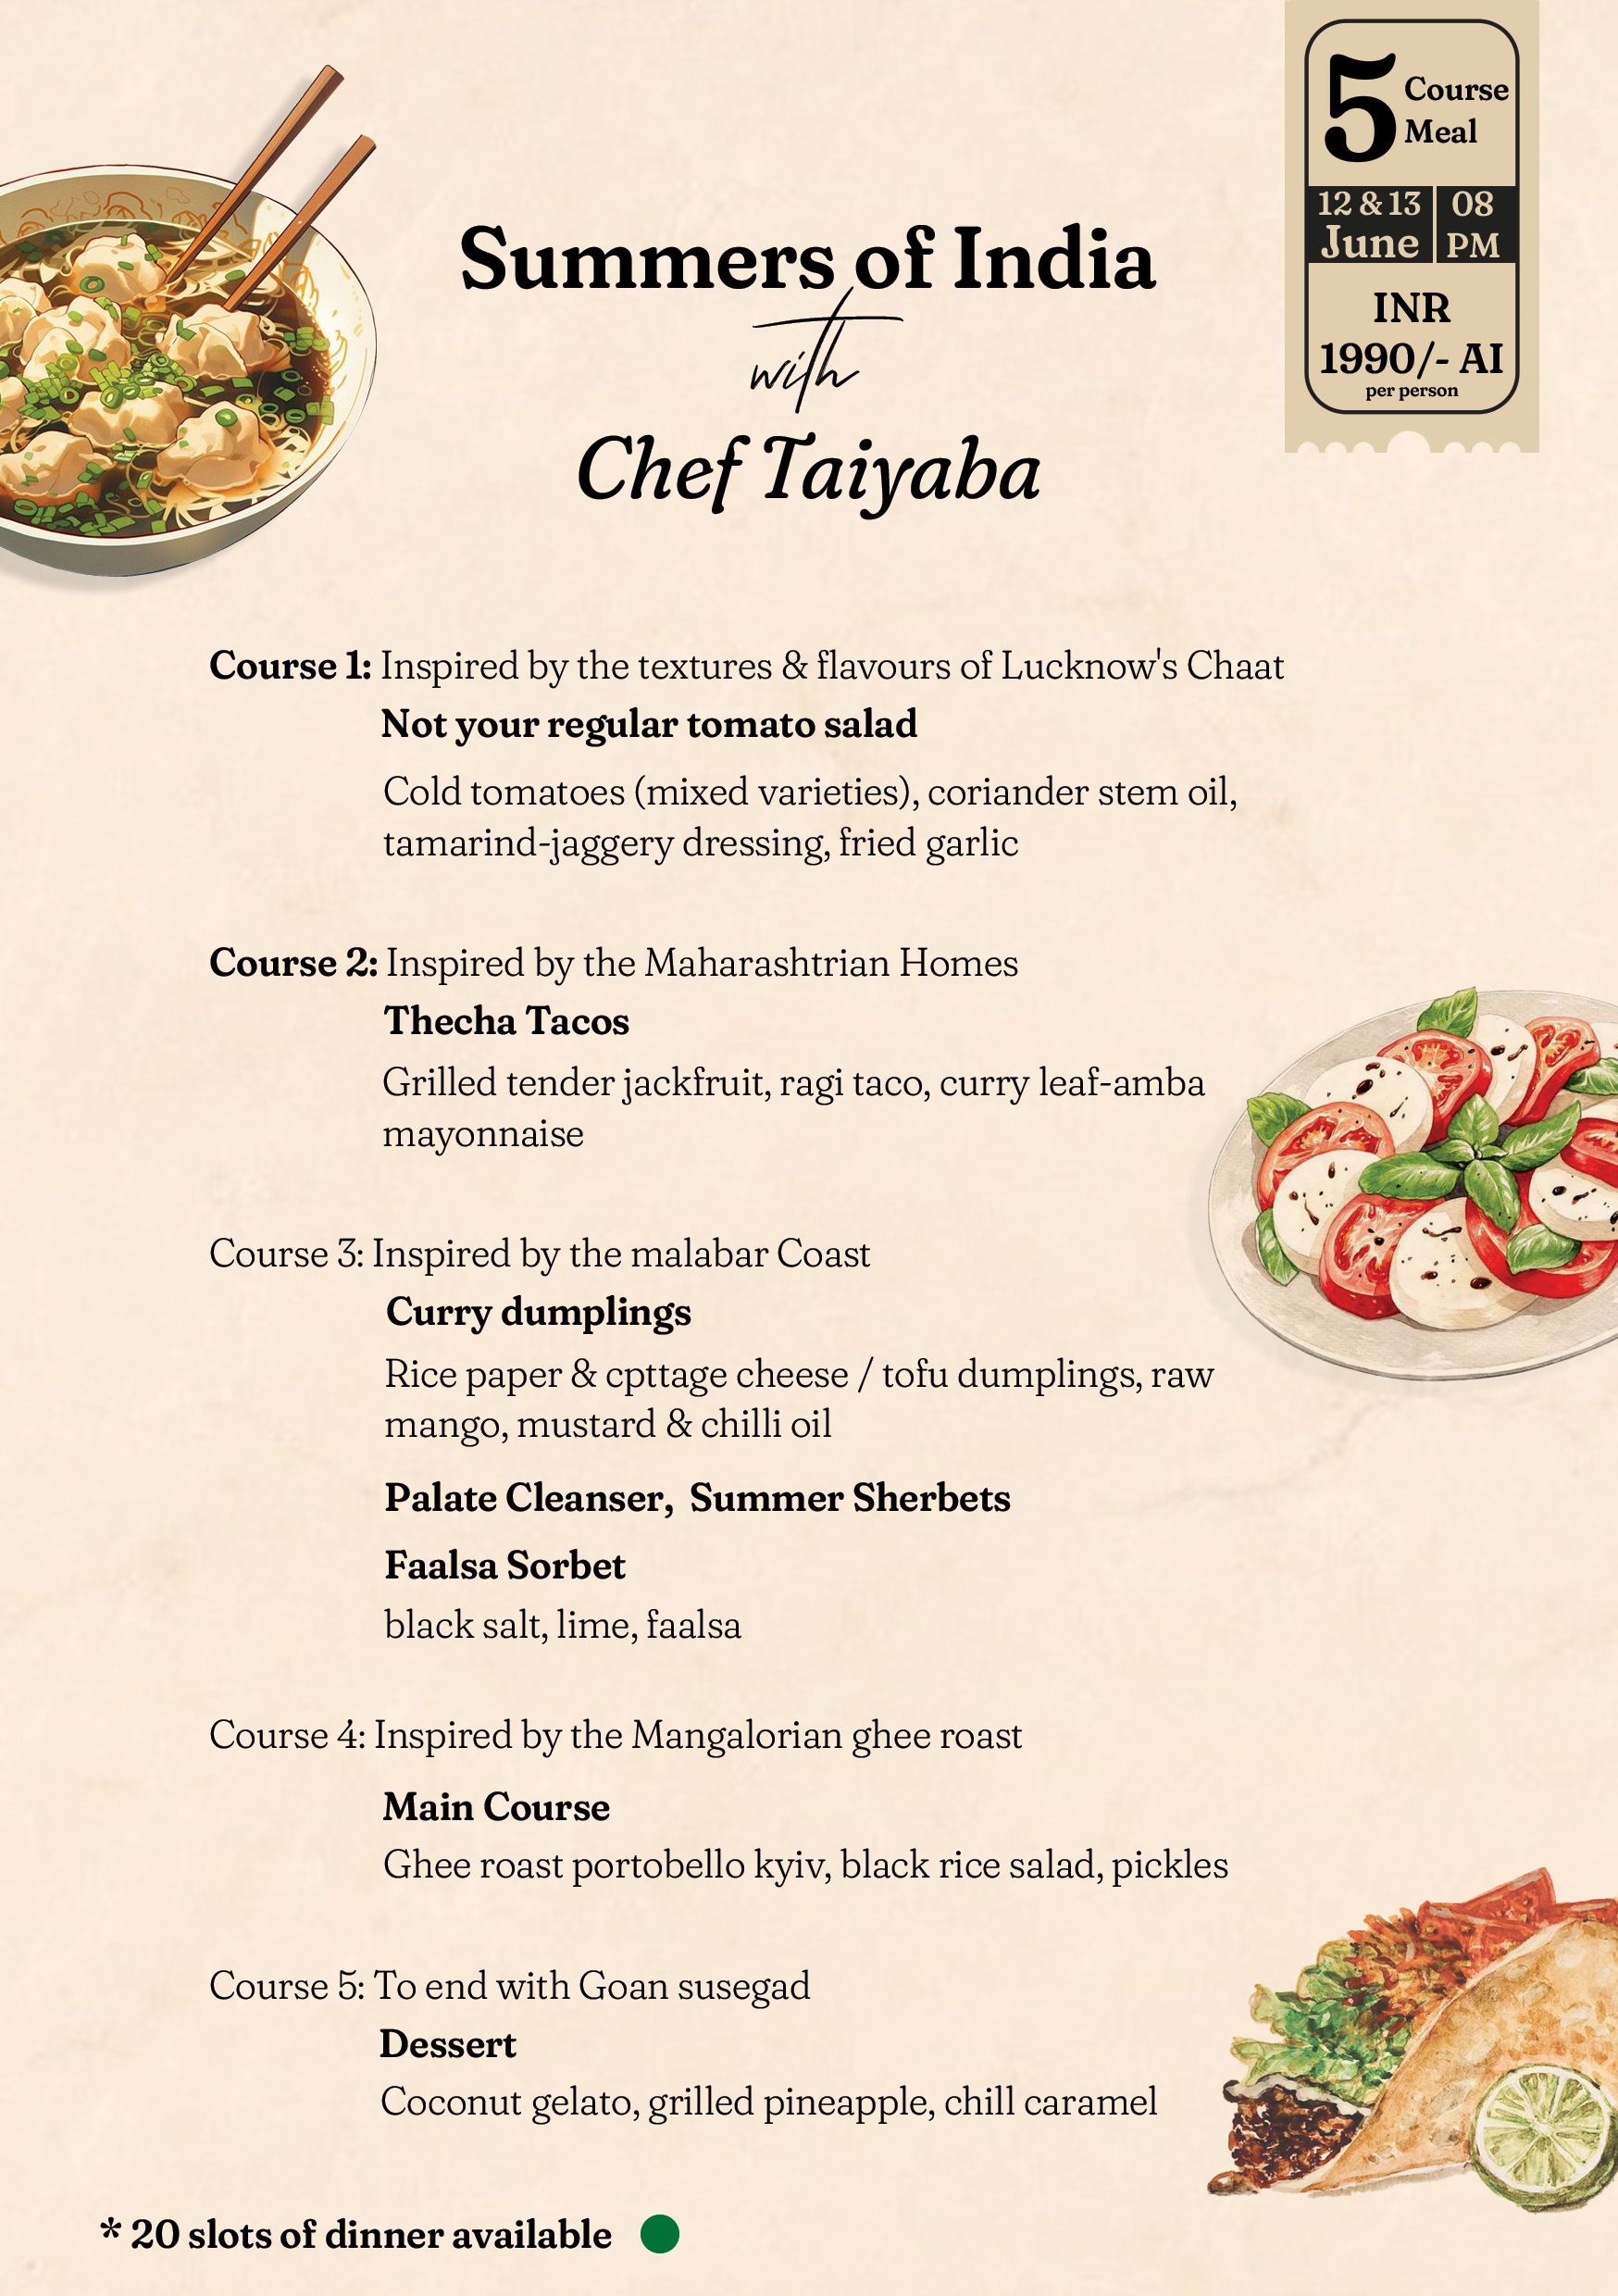 5 Course
Meal
12 & 13
June
08
PM
INR
1990/- AI
per person
Summers of India
with
Chef Taiyaba
Course 1: Inspired by the textures & flavours of Lucknow's Chaat
Not your regular tomato salad
Cold tomatoes (mixed varieties), coriander stem oil,
tamarind-jaggery dressing, fried garlic
Course 2: Inspired by the Maharashtrian Homes
Thecha Tacos
Grilled tender jackfruit, ragi taco, curry leaf-amba
mayonnaise
Course 3: Inspired by the malabar Coast
Curry dumplings
Rice paper & cpttage cheese / tofu dumplings, raw
mango, mustard & chilli oil
Palate Cleanser, Summer Sherbets
Faalsa Sorbet
black salt, lime, faalsa
Course 4: Inspired by the Mangalorian ghee roast
Main Course
Ghee roast portobello kyiv, black rice salad, pickles
Course 5: To end with Goan susegad
Dessert
Coconut gelato, grilled pineapple, chill caramel
* 20 slots of dinner available